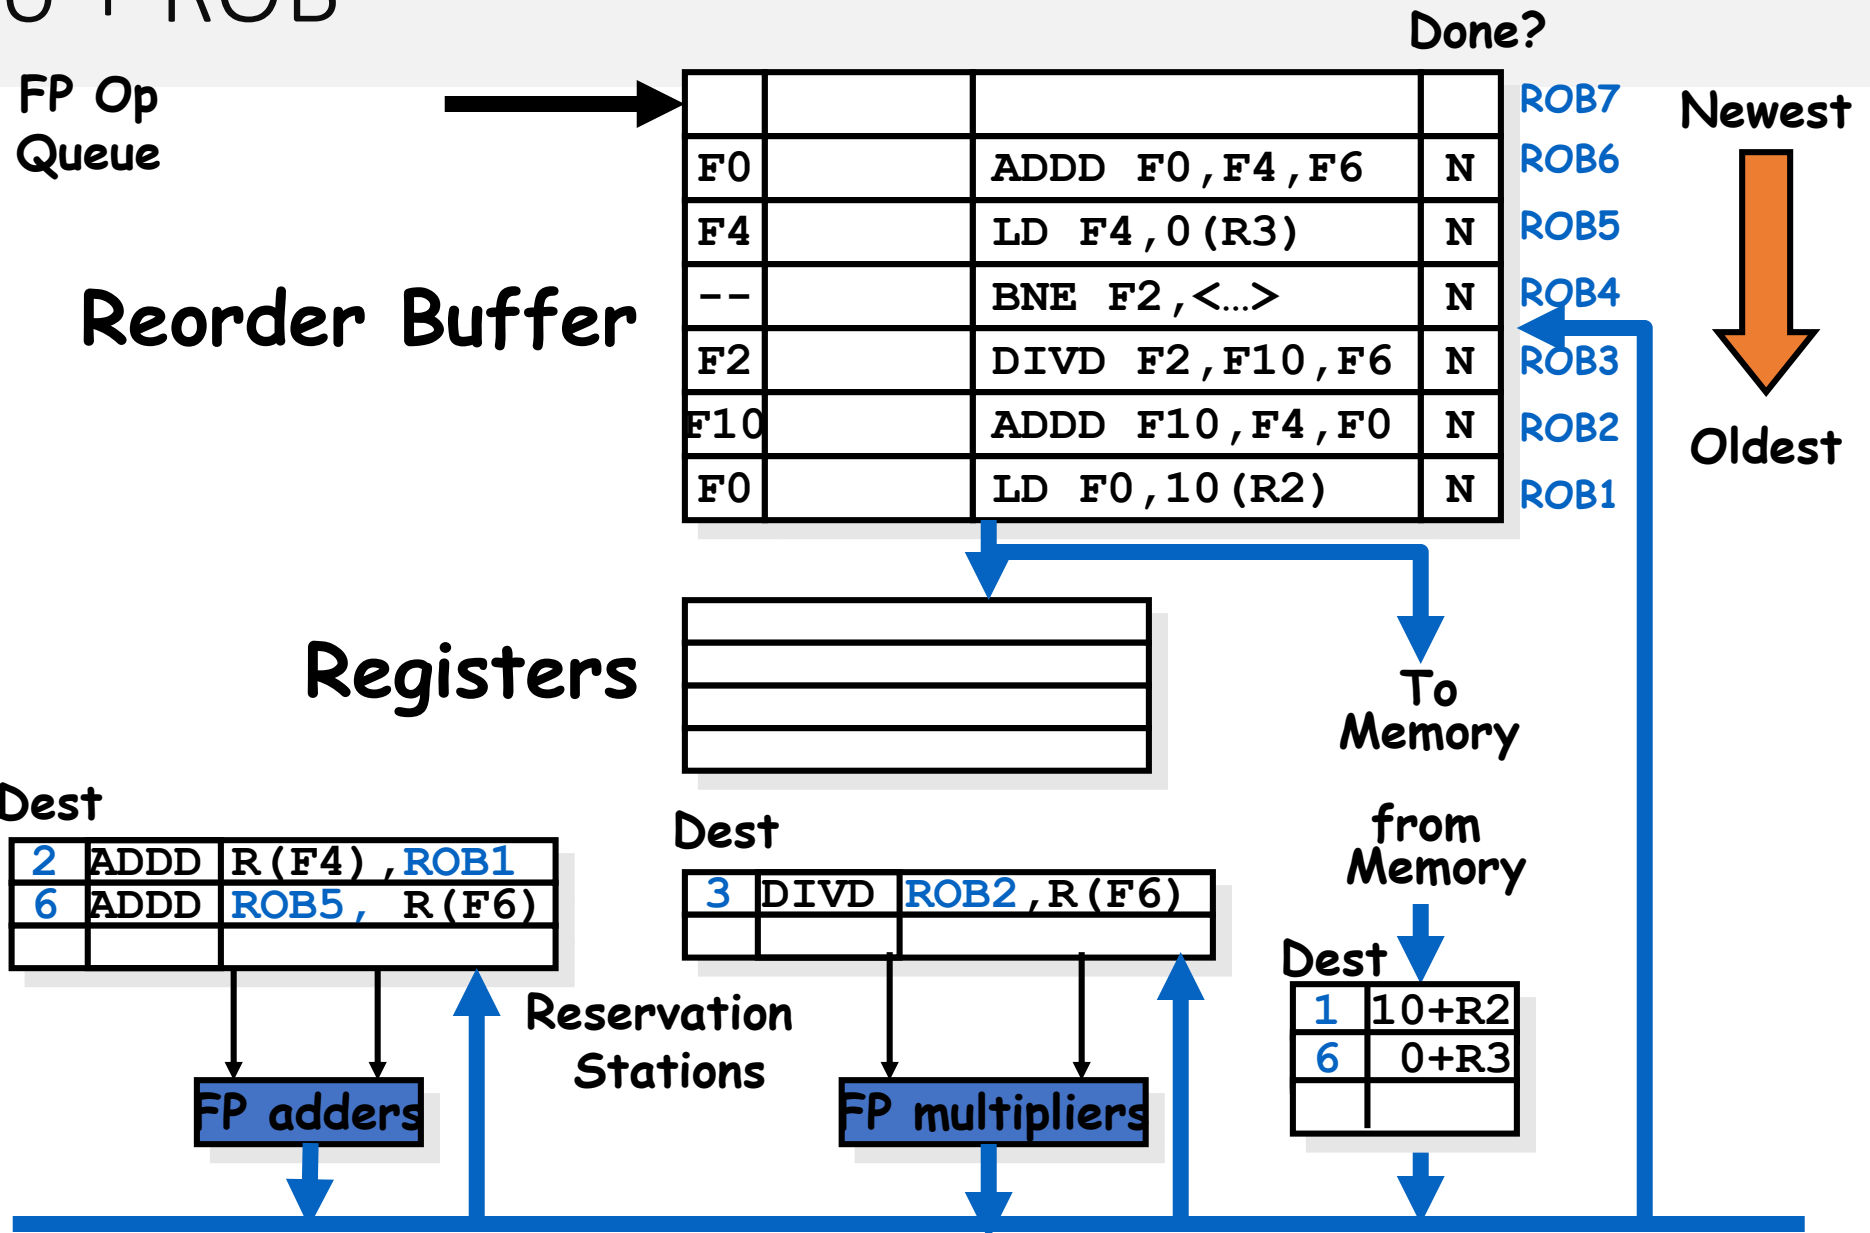 + ROB
Done?
FP Op
Queue
ROB7
Newest
F0 ADDD F0,F4,F6 N ROB6
F4 LD F4,0(R3) N ROB5
-- BNE F2,<…> N ROB4
Reorder Buffer
F2 DIVD F2,F10,F6 N ROB3
F10 ADDD F10,F4,F0 N ROB2
Oldest
F0 LD F0,10(R2) N ROB1
Registers
To
Memory
Dest
2 ADDD R(F4),ROB1
6 ADDD ROB5, R(F6)
Dest
3 DIVD ROB2,R(F6)
from
Memory
Dest
1 10+R2
6 0+R3
Reservation
Stations
FP adders
FP multipliers